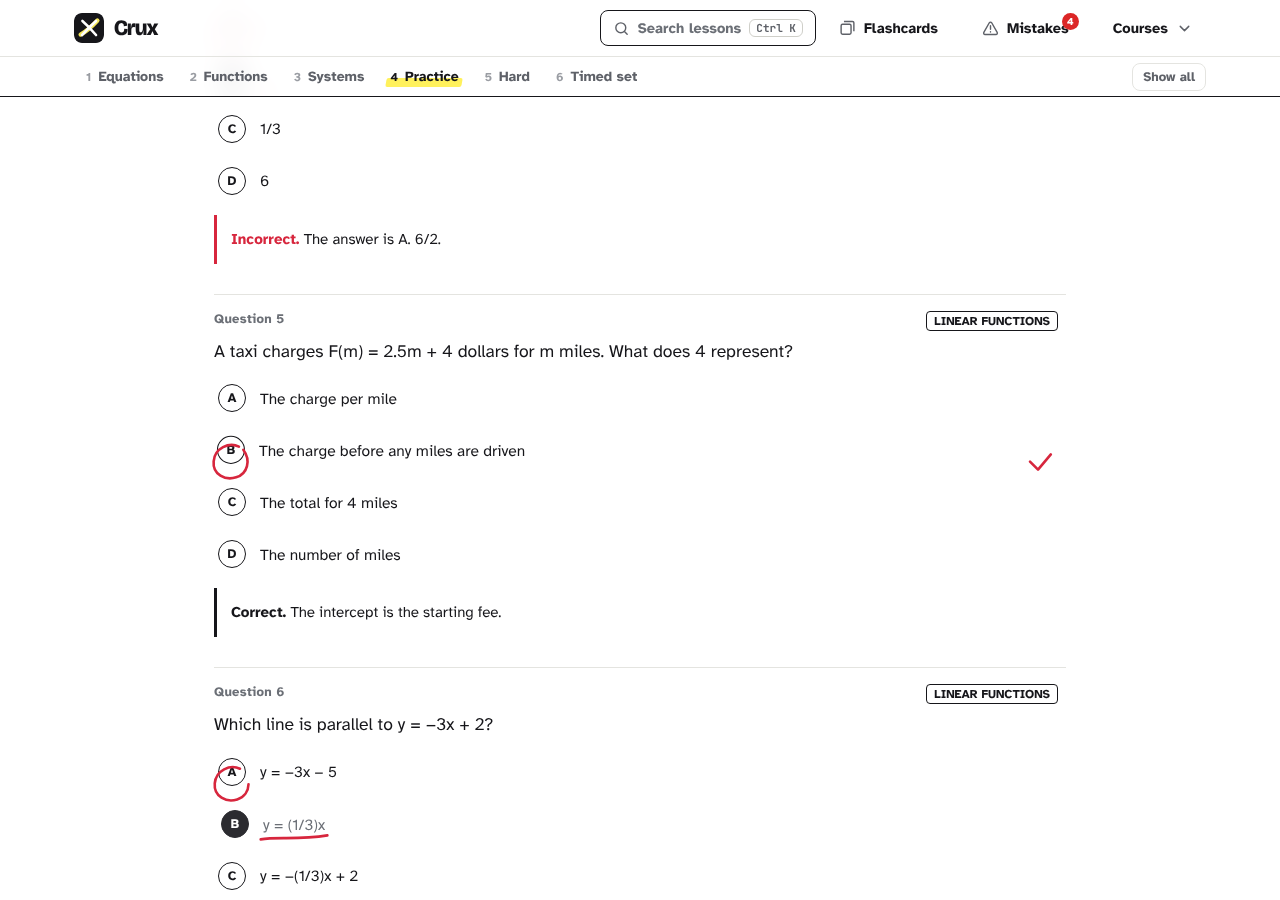 Crux
Search lessons Ctrl K
Flashcards
Mistakes 4
Courses
1 Equations
2 Functions
3 Systems
4 Practice
5 Hard
6 Timed set
Show all
C 1/3
D 6
Incorrect. The answer is A. 6/2.
Question 5
LINEAR FUNCTIONS
A taxi charges F(m) = 2.5m + 4 dollars for m miles. What does 4 represent?
A The charge per mile
B The charge before any miles are driven
C The total for 4 miles
D The number of miles
Correct. The intercept is the starting fee.
Question 6
LINEAR FUNCTIONS
Which line is parallel to y = −3x + 2?
A y = −3x − 5
B y = (1/3)x
C y = −(1/3)x + 2